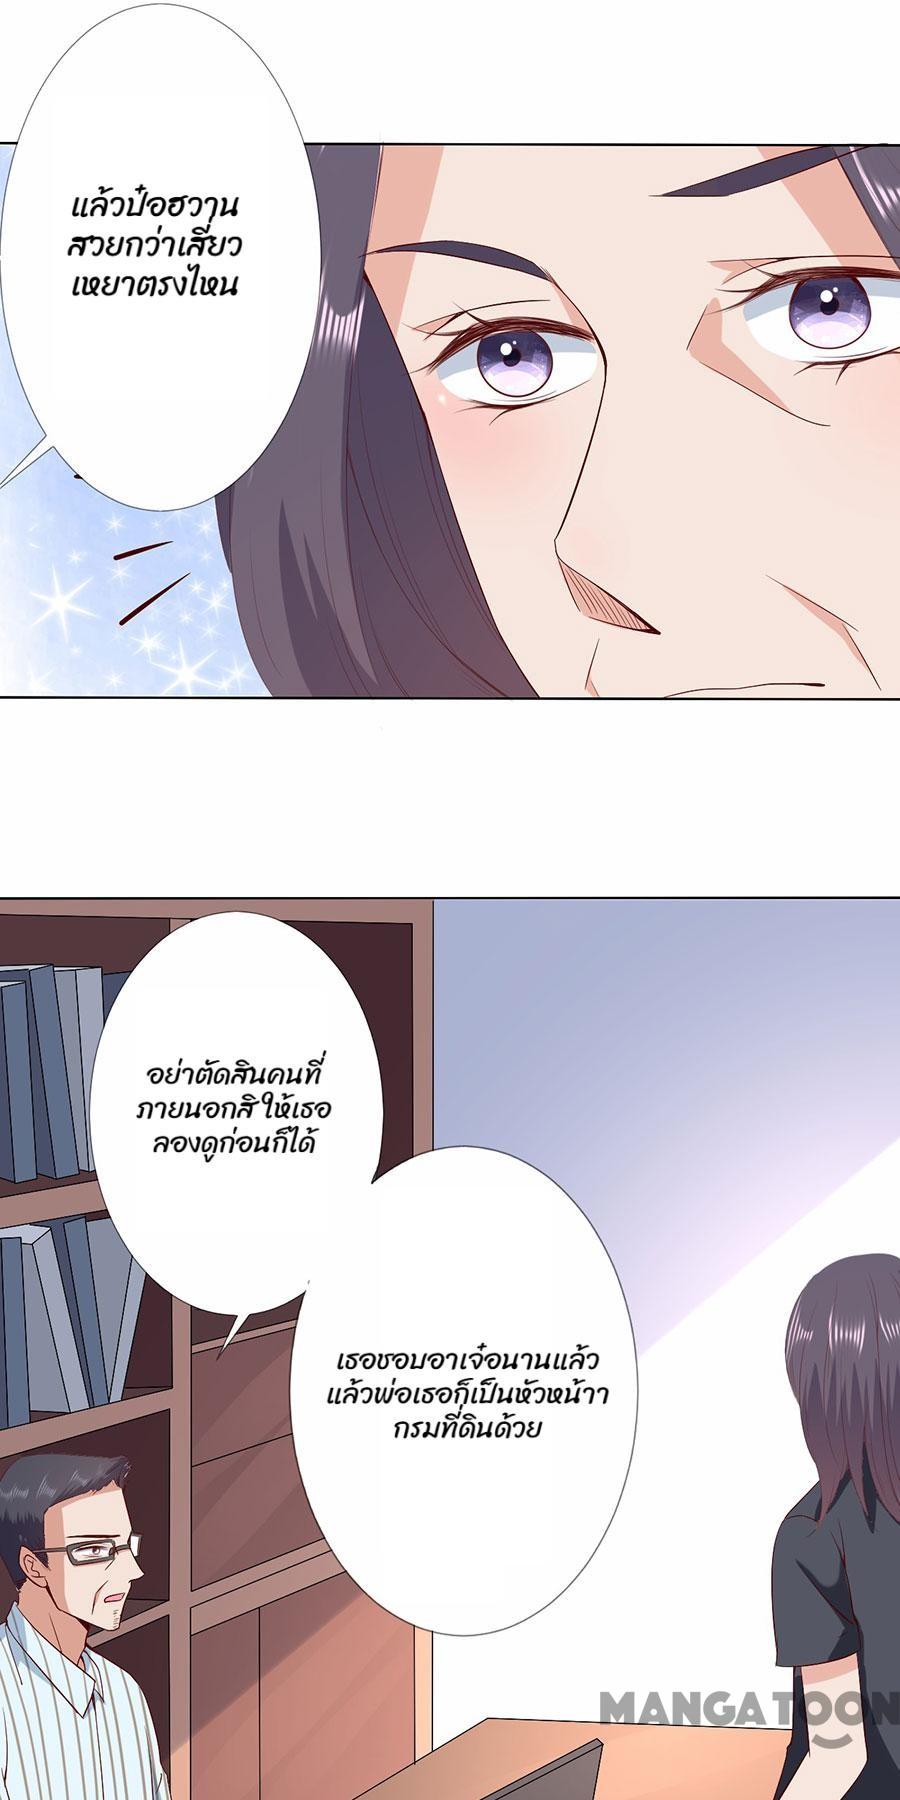 แล้วป๋อฮวาน
สวยกว่าเสี่ยว
เหยาตรงไหน
อย่าตัดสินคนที่
ภายนอกสิ ให้เธอ
ลองดูก่อนก็ได้
เธอชอบอาเจ๋อนานแล้ว
แล้วพ่อเธอก็เป็นหัวหน้าา
กรมที่ดินด้วย
MANGATOON